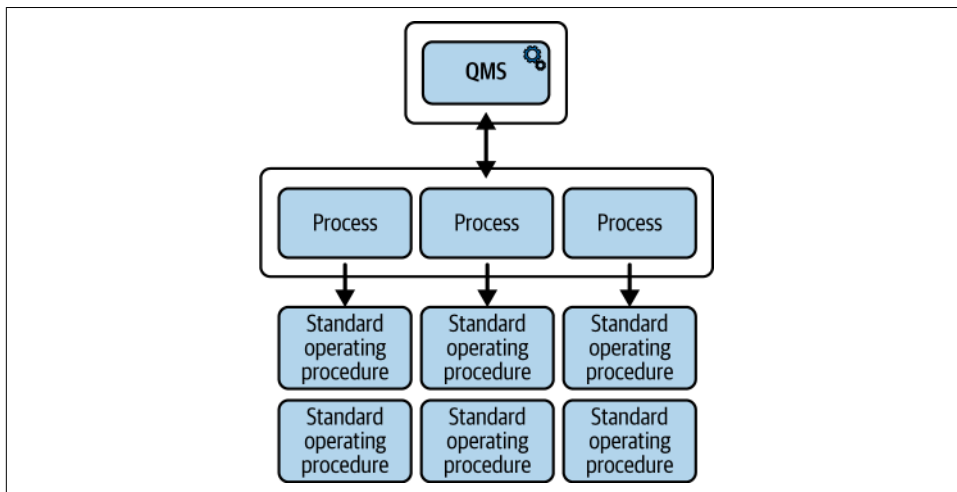 QMS
Process Process Process
Standard Standard Standard
operating operating operating
procedure procedure procedure
Standard Standard Standard
operating operating operating
procedure procedure procedure